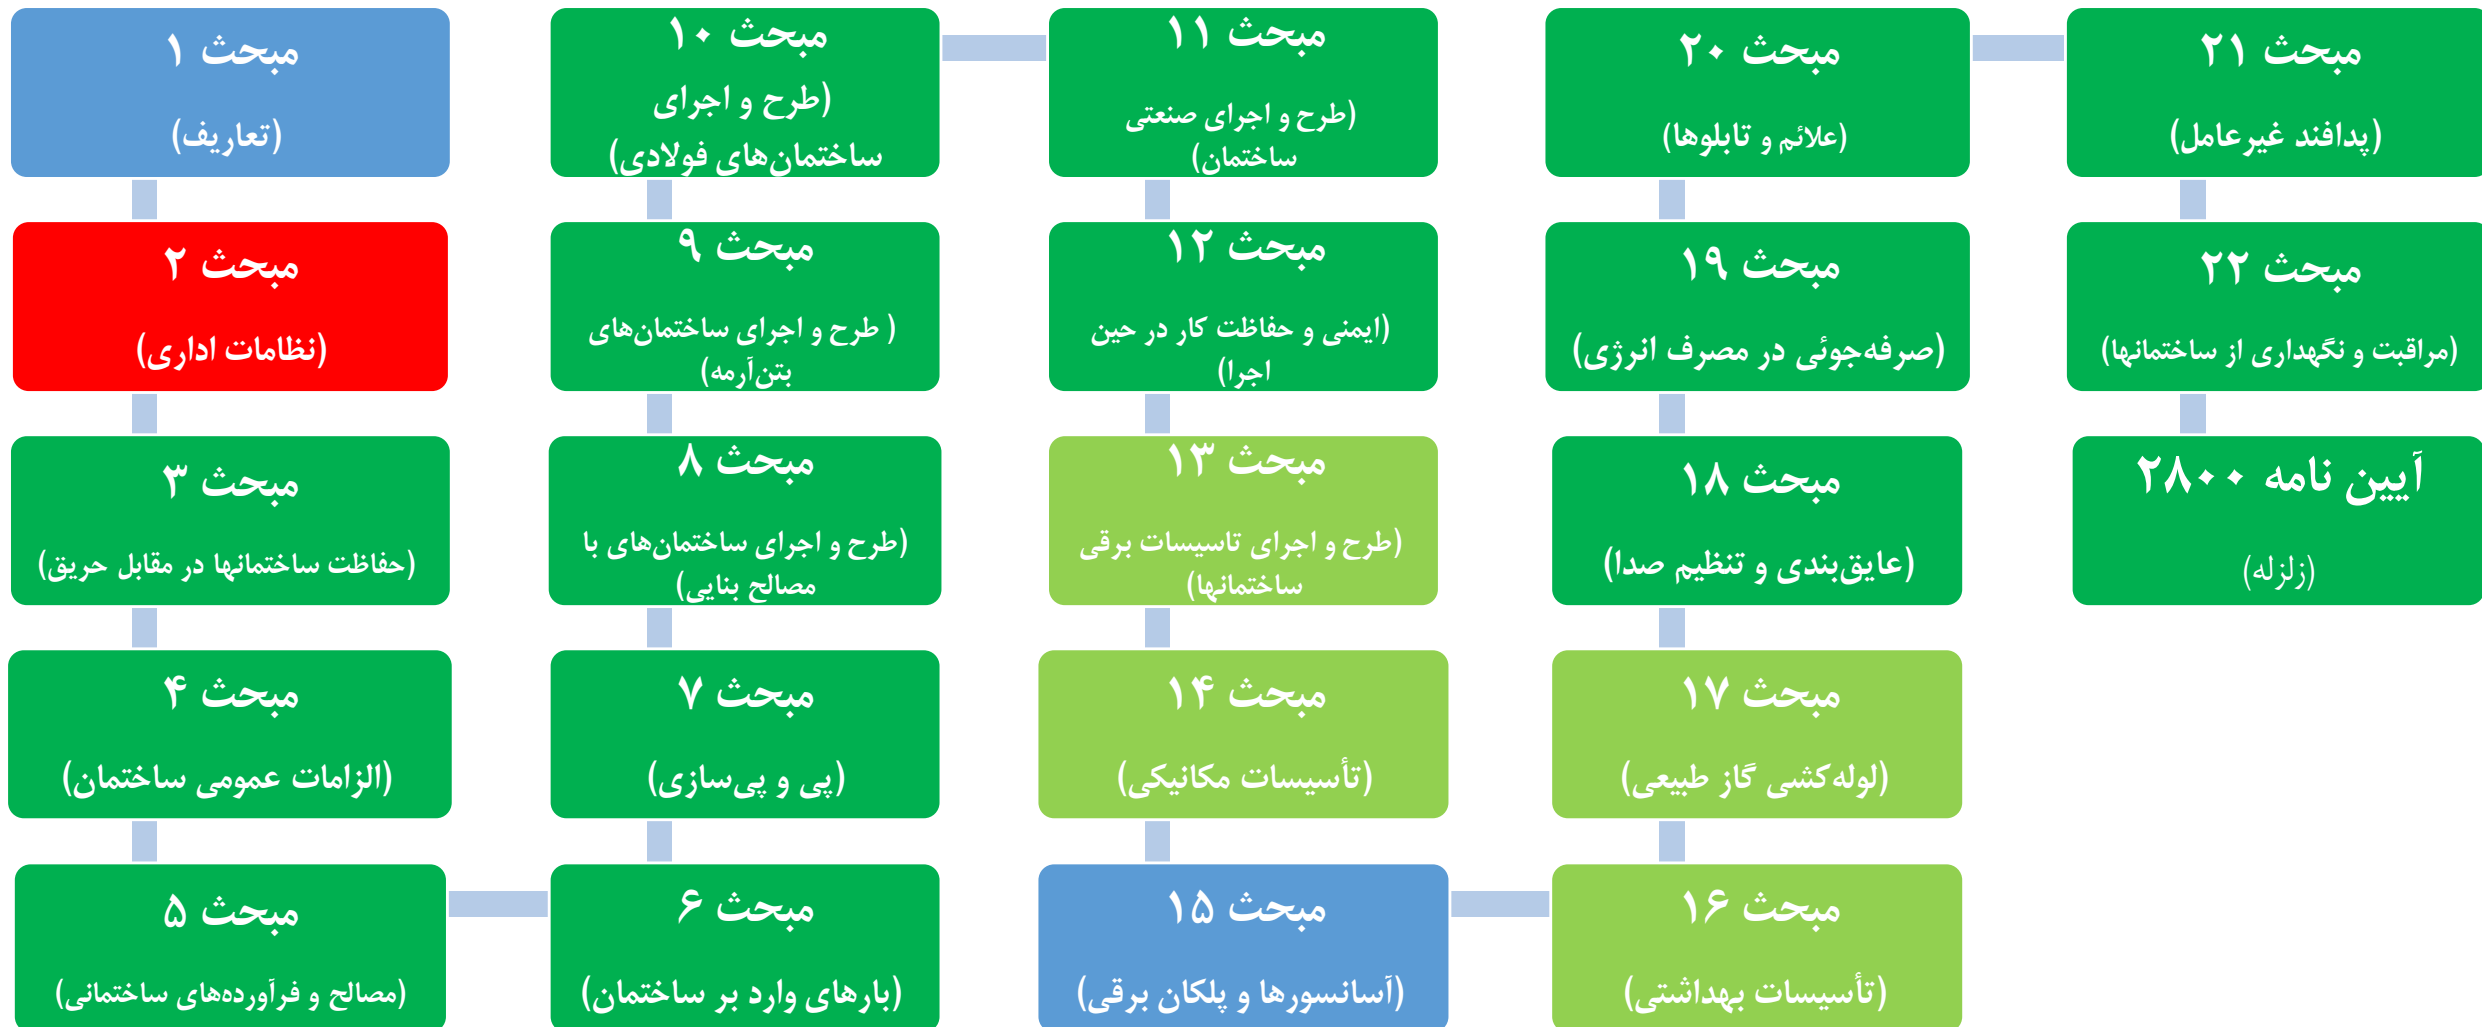 مبحث ۱
(تعاریف)
مبحث ۲
(نظامات اداری)
مبحث ۳
(حفاظت ساختمانها در مقابل حریق)
مبحث ۴
(الزامات عمومی ساختمان)
مبحث ۵
(مصالح و فرآورده‌های ساختمانی)
مبحث ۶
(بارهای وارد بر ساختمان)
مبحث ۷
(پی و پی‌سازی)
مبحث ۸
(طرح و اجرای ساختمان‌های با
مصالح بنایی)
مبحث ۹
( طرح و اجرای ساختمان‌های
بتن‌آرمه)
مبحث ۱۰
(طرح و اجرای
ساختمان‌های فولادی)
مبحث ۱۱
(طرح و اجرای صنعتی
ساختمان)
مبحث ۱۲
(ایمنی و حفاظت کار در حین
اجرا)
مبحث ۱۳
(طرح و اجرای تاسیسات برقی
ساختمانها)
مبحث ۱۴
(تأسیسات مکانیکی)
مبحث ۱۵
(آسانسورها و پلکان برقی)
مبحث ۱۶
(تأسیسات بهداشتی)
مبحث ۱۷
(لوله‌کشی گاز طبیعی)
مبحث ۱۸
(عایق‌بندی و تنظیم صدا)
مبحث ۱۹
(صرفه‌جوئی در مصرف انرژی)
مبحث ۲۰
(علائم و تابلوها)
مبحث ۲۱
(پدافند غیرعامل)
مبحث ۲۲
(مراقبت و نگهداری از ساختمانها)
آیین نامه ۲۸۰۰
(زلزله)